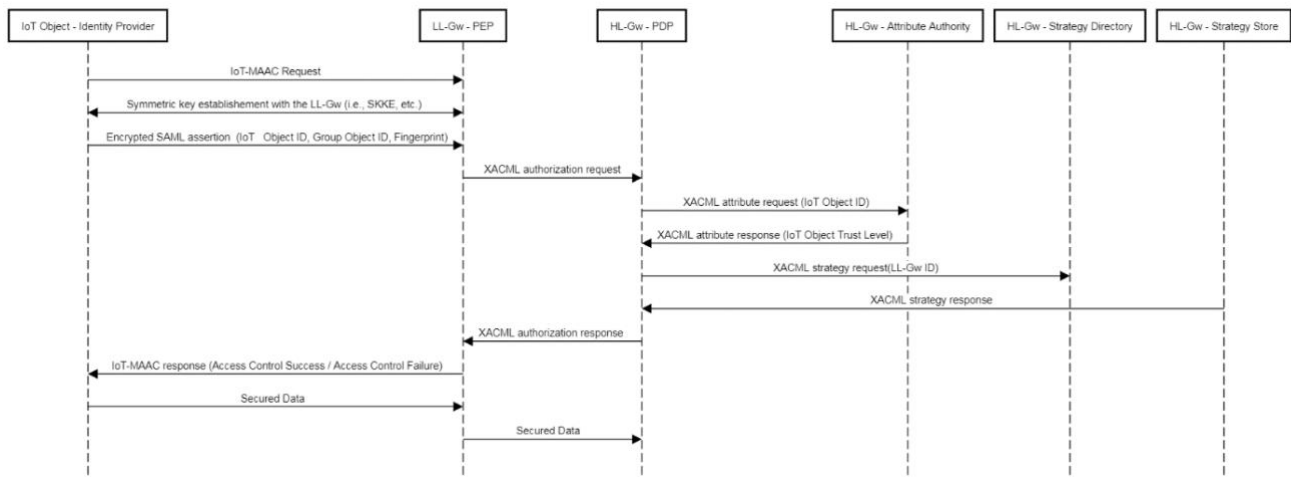 IoT Object - Identity Provider
LL-Gw - PEP
HL-Gw - PDP
HL-Gw - Attribute Authority
HL-Gw - Strategy Directory
HL-Gw - Strategy Store
IoT-MAAC Request
Symmetric key establishement with the LL-Gw (i.e., SKKE, etc.)
Encrypted SAML assertion (IoT Object ID, Group Object ID, Fingerprint)
XACML authorization request
XACML attribute request (IoT Object ID)
XACML attribute response (IoT Object Trust Level)
XACML strategy request(LL-Gw ID)
XACML strategy response
XACML authorization response
IoT-MAAC response (Access Control Success / Access Control Failure)
Secured Data
Secured Data